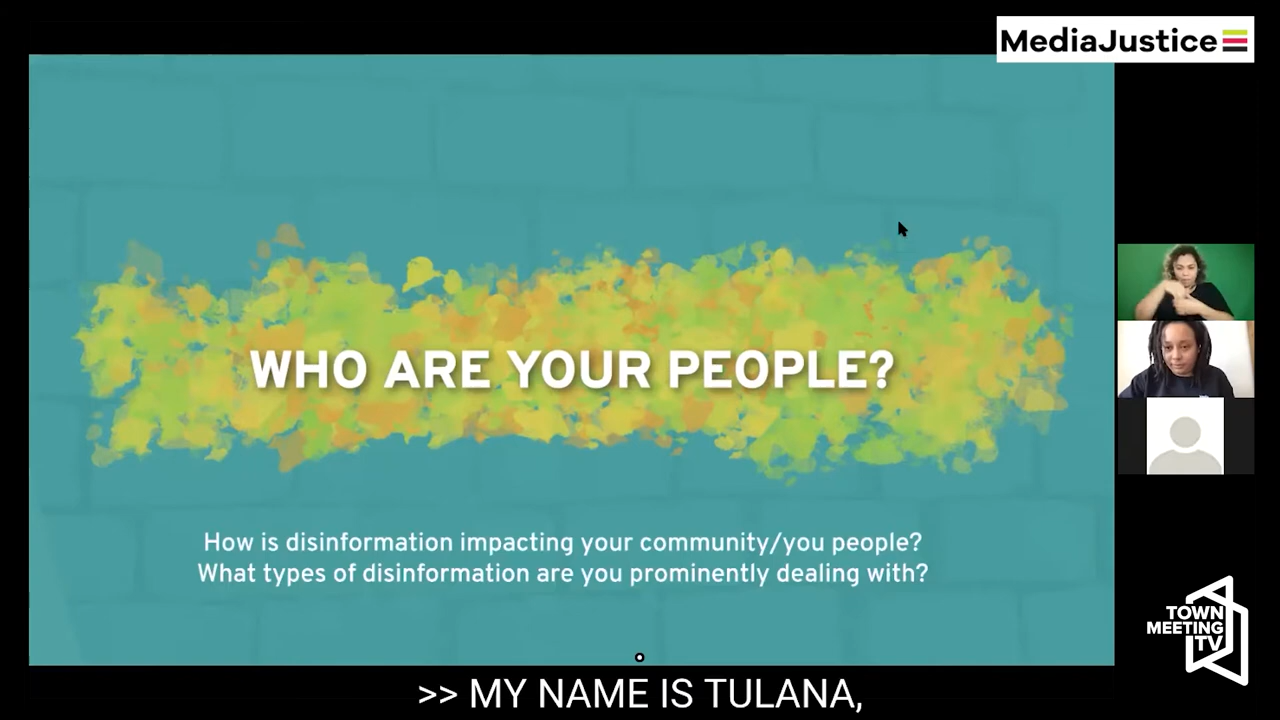 MediaJustice
WHO ARE YOUR PEOPLE?
How is disinformation impacting your community/you people?
What types of disinformation are you prominently dealing with?
TOWN
MEETING
TV
>> MY NAME IS TULANA,